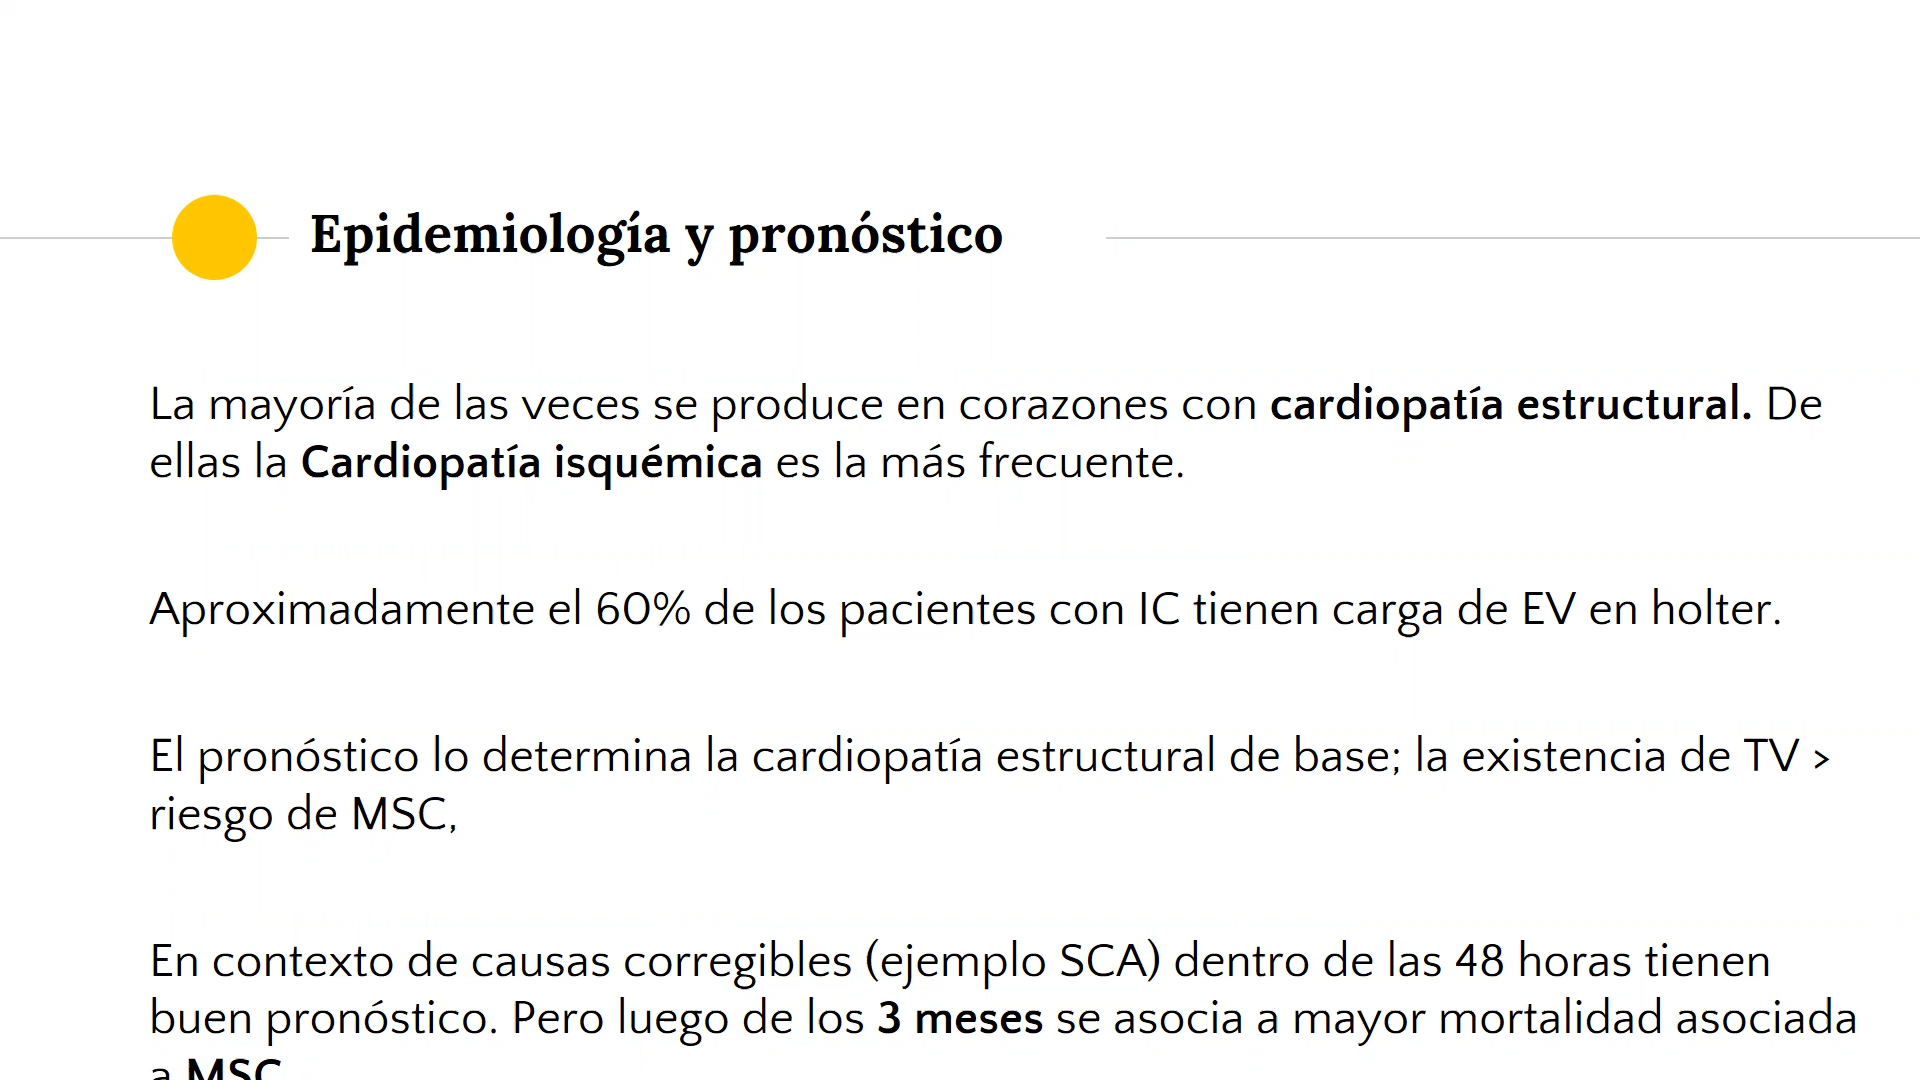 Epidemiología y pronóstico
La mayoría de las veces se produce en corazones con cardiopatía estructural. De
ellas la Cardiopatía isquémica es la más frecuente.
Aproximadamente el 60% de los pacientes con IC tienen carga de EV en holter.
El pronóstico lo determina la cardiopatía estructural de base; la existencia de TV >
riesgo de MSC,
En contexto de causas corregibles (ejemplo SCA) dentro de las 48 horas tienen
buen pronóstico. Pero luego de los 3 meses se asocia a mayor mortalidad asociada
a MSC